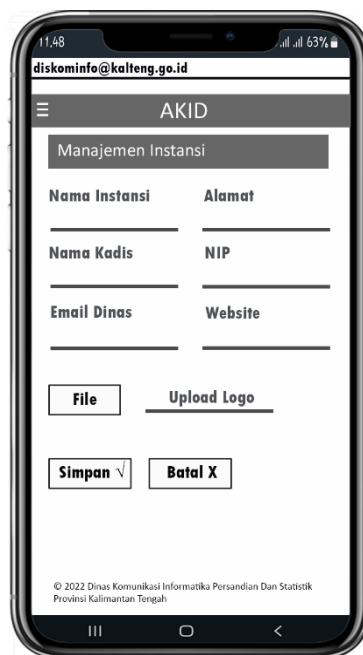 11.48 63%
diskominfo@kalteng.go.id
AKID
Manajemen Instansi
Nama Instansi Alamat
Nama Kadis NIP
Email Dinas Website
File Upload Logo
Simpan √ Batal X
© 2022 Dinas Komunikasi Informatika Persandian Dan Statistik
Provinsi Kalimantan Tengah